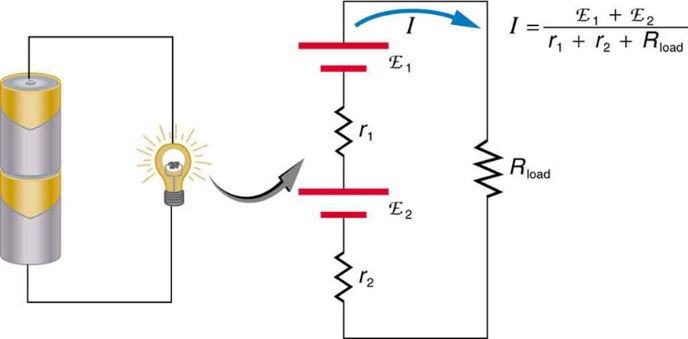 I
I = ℰ₁ + ℰ₂ / r₁ + r₂ + R_load
ℰ₁
r₁
R_load
ℰ₂
r₂